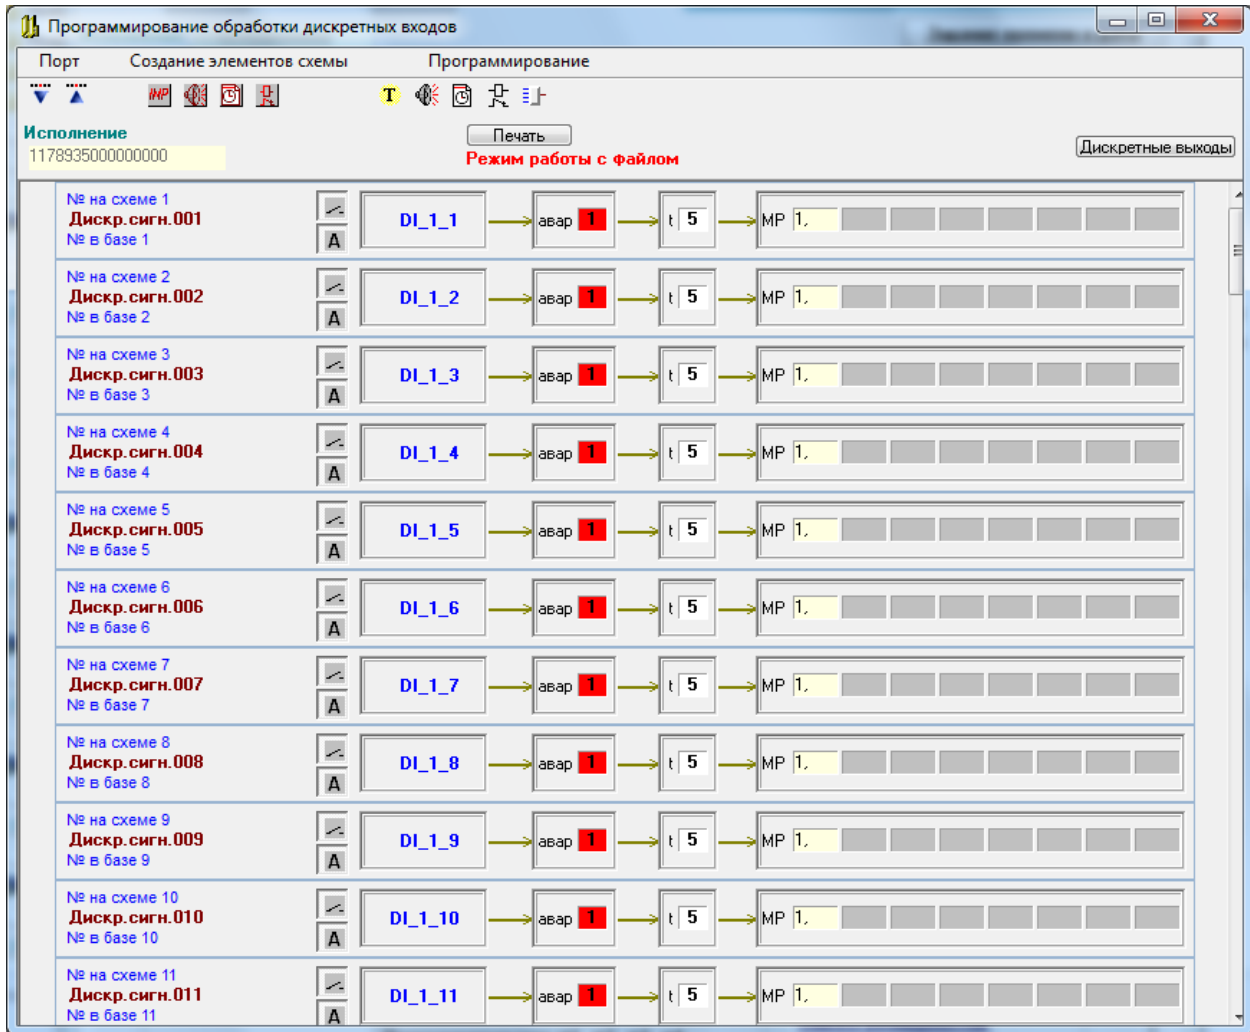 Программирование обработки дискретных входов
Порт Создание элементов схемы Программирование
INP T
Исполнение
Печать
1178935000000000
Дискретные выходы
Режим работы с файлом
№ на схеме 1
Дискр.сигн.001
DI_1_1 авар 1 t 5 МР 1,
№ в базе 1
А
№ на схеме 2
Дискр.сигн.002
DI_1_2 авар 1 t 5 МР 1,
№ в базе 2
А
№ на схеме 3
Дискр.сигн.003
DI_1_3 авар 1 t 5 МР 1,
№ в базе 3
А
№ на схеме 4
Дискр.сигн.004
DI_1_4 авар 1 t 5 МР 1,
№ в базе 4
А
№ на схеме 5
Дискр.сигн.005
DI_1_5 авар 1 t 5 МР 1,
№ в базе 5
А
№ на схеме 6
Дискр.сигн.006
DI_1_6 авар 1 t 5 МР 1,
№ в базе 6
А
№ на схеме 7
Дискр.сигн.007
DI_1_7 авар 1 t 5 МР 1,
№ в базе 7
А
№ на схеме 8
Дискр.сигн.008
DI_1_8 авар 1 t 5 МР 1,
№ в базе 8
А
№ на схеме 9
Дискр.сигн.009
DI_1_9 авар 1 t 5 МР 1,
№ в базе 9
А
№ на схеме 10
Дискр.сигн.010
DI_1_10 авар 1 t 5 МР 1,
№ в базе 10
А
№ на схеме 11
Дискр.сигн.011
DI_1_11 авар 1 t 5 МР 1,
№ в базе 11
А